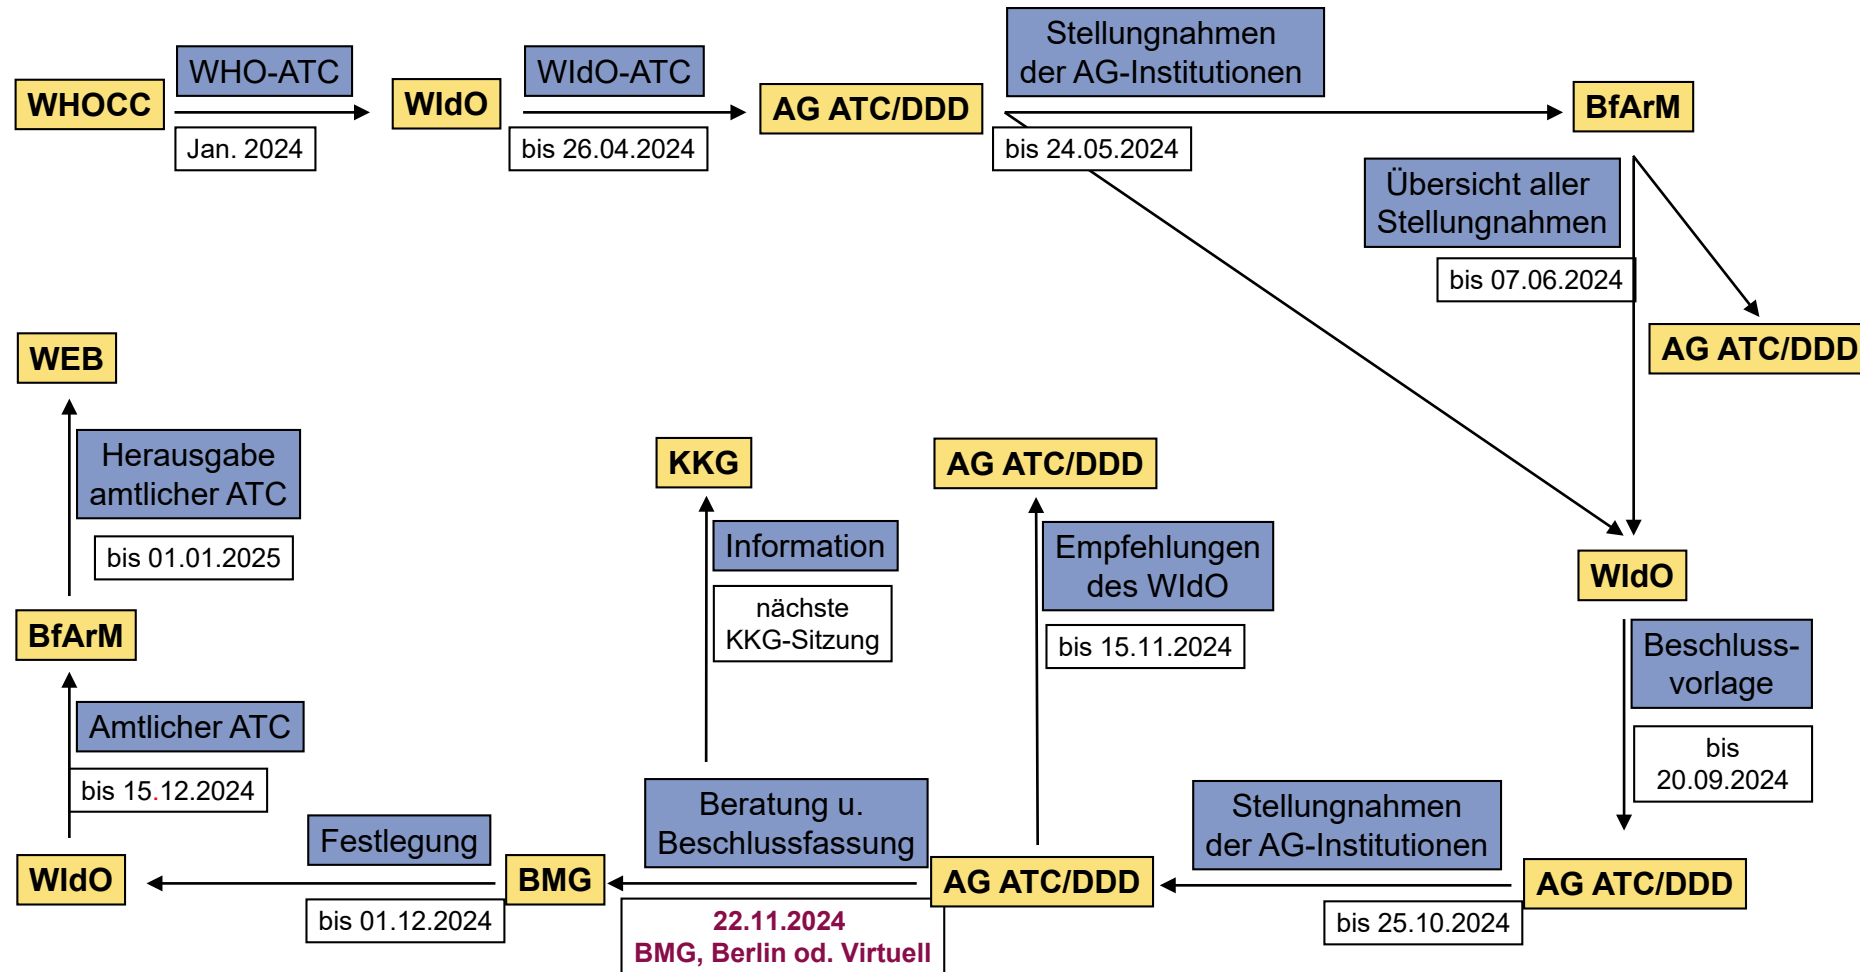 WHOCC
WHO-ATC
Jan. 2024
WIdO
WIdO-ATC
bis 26.04.2024
AG ATC/DDD
Stellungnahmen
der AG-Institutionen
bis 24.05.2024
BfArM
Übersicht aller
Stellungnahmen
bis 07.06.2024
AG ATC/DDD
WIdO
Beschluss-
vorlage
bis
20.09.2024
AG ATC/DDD
Stellungnahmen
der AG-Institutionen
bis 25.10.2024
AG ATC/DDD
Empfehlungen
des WIdO
bis 15.11.2024
AG ATC/DDD
Beratung u.
Beschlussfassung
22.11.2024
BMG, Berlin od. Virtuell
KKG
Information
nächste
KKG-Sitzung
BMG
Festlegung
bis 01.12.2024
WIdO
Amtlicher ATC
bis 15.12.2024
BfArM
Herausgabe
amtlicher ATC
bis 01.01.2025
WEB